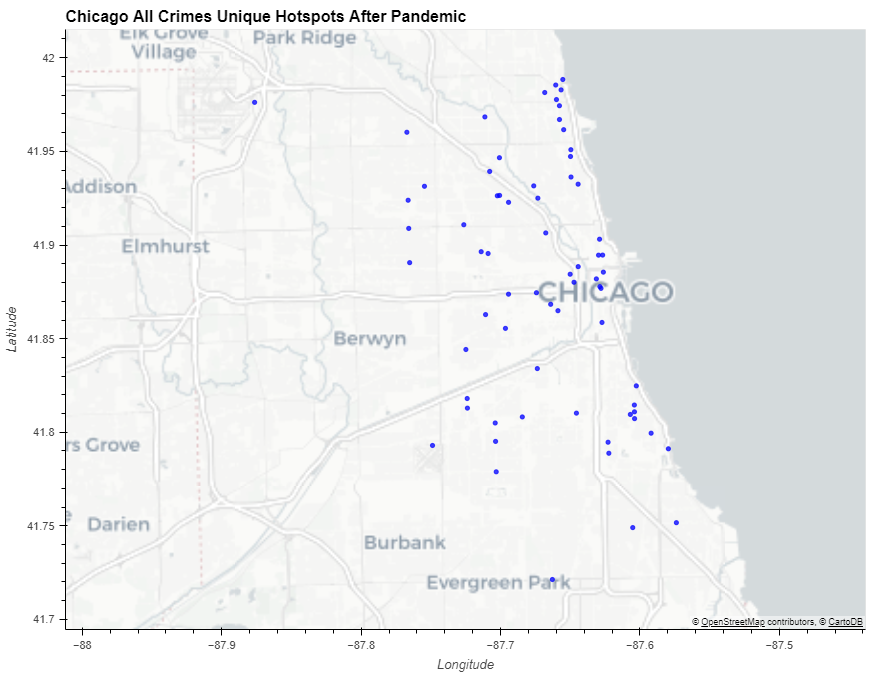 Chicago All Crimes Unique Hotspots After Pandemic
Elk Grove
Village
Park Ridge
42
41.95
Addison
41.9
Elmhurst
CHICAGO
41.85
Berwyn
41.8
rs Grove
41.75
Darien
Burbank
Evergreen Park
41.7
© OpenStreetMap contributors, © CartoDB
−88
−87.9
−87.8
−87.7
−87.6
−87.5
Latitude
Longitude